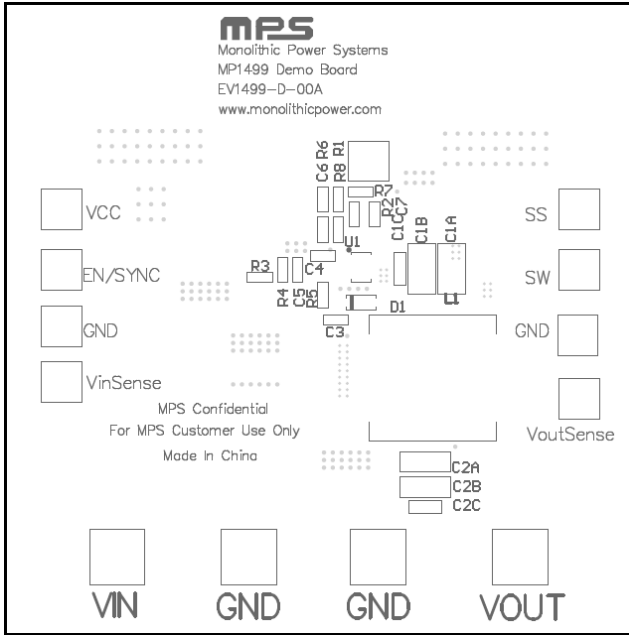 MPS
Monolithic Power Systems
MP1499 Demo Board
EV1499-D-00A
www.monolithicpower.com
C6
R6
R8
R1
R7
R2
C7
C1C
C1B
C1A
U1
VCC
SS
EN/SYNC
R3
R4
C5
R5
C4
C3
D1
L1
SW
GND
GND
VinSense
VoutSense
MPS Confidential
For MPS Customer Use Only
Made In China
C2A
C2B
C2C
VIN
GND
GND
VOUT